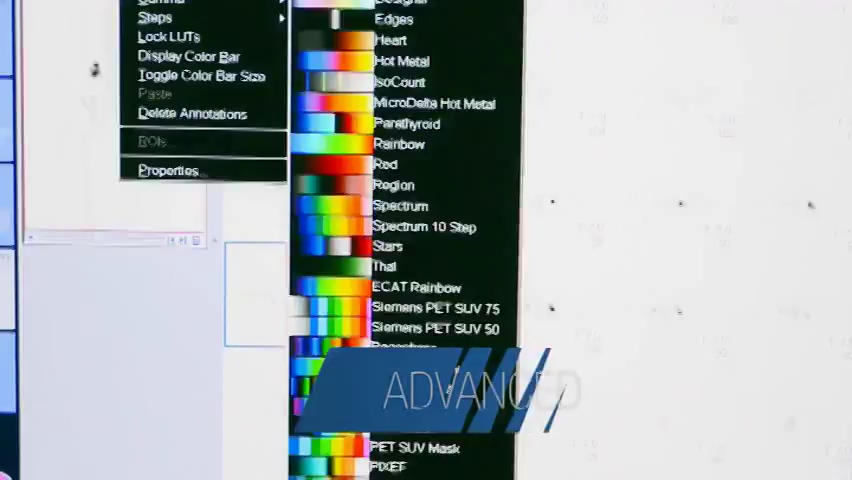 Steps
Lock LUTs
Display Color Bar
Toggle Color Bar Size
Paste
Delete Annotations
ROIs...
Properties...
Edges
Heart
Hot Metal
IsoCount
MicroDelta Hot Metal
Parathyroid
Rainbow
Red
Region
Spectrum
Spectrum 10 Step
Stars
Thal
ECAT Rainbow
Siemens PET SUV 75
Siemens PET SUV 50
ADVANCED
PET SUV Mask
PIXEF